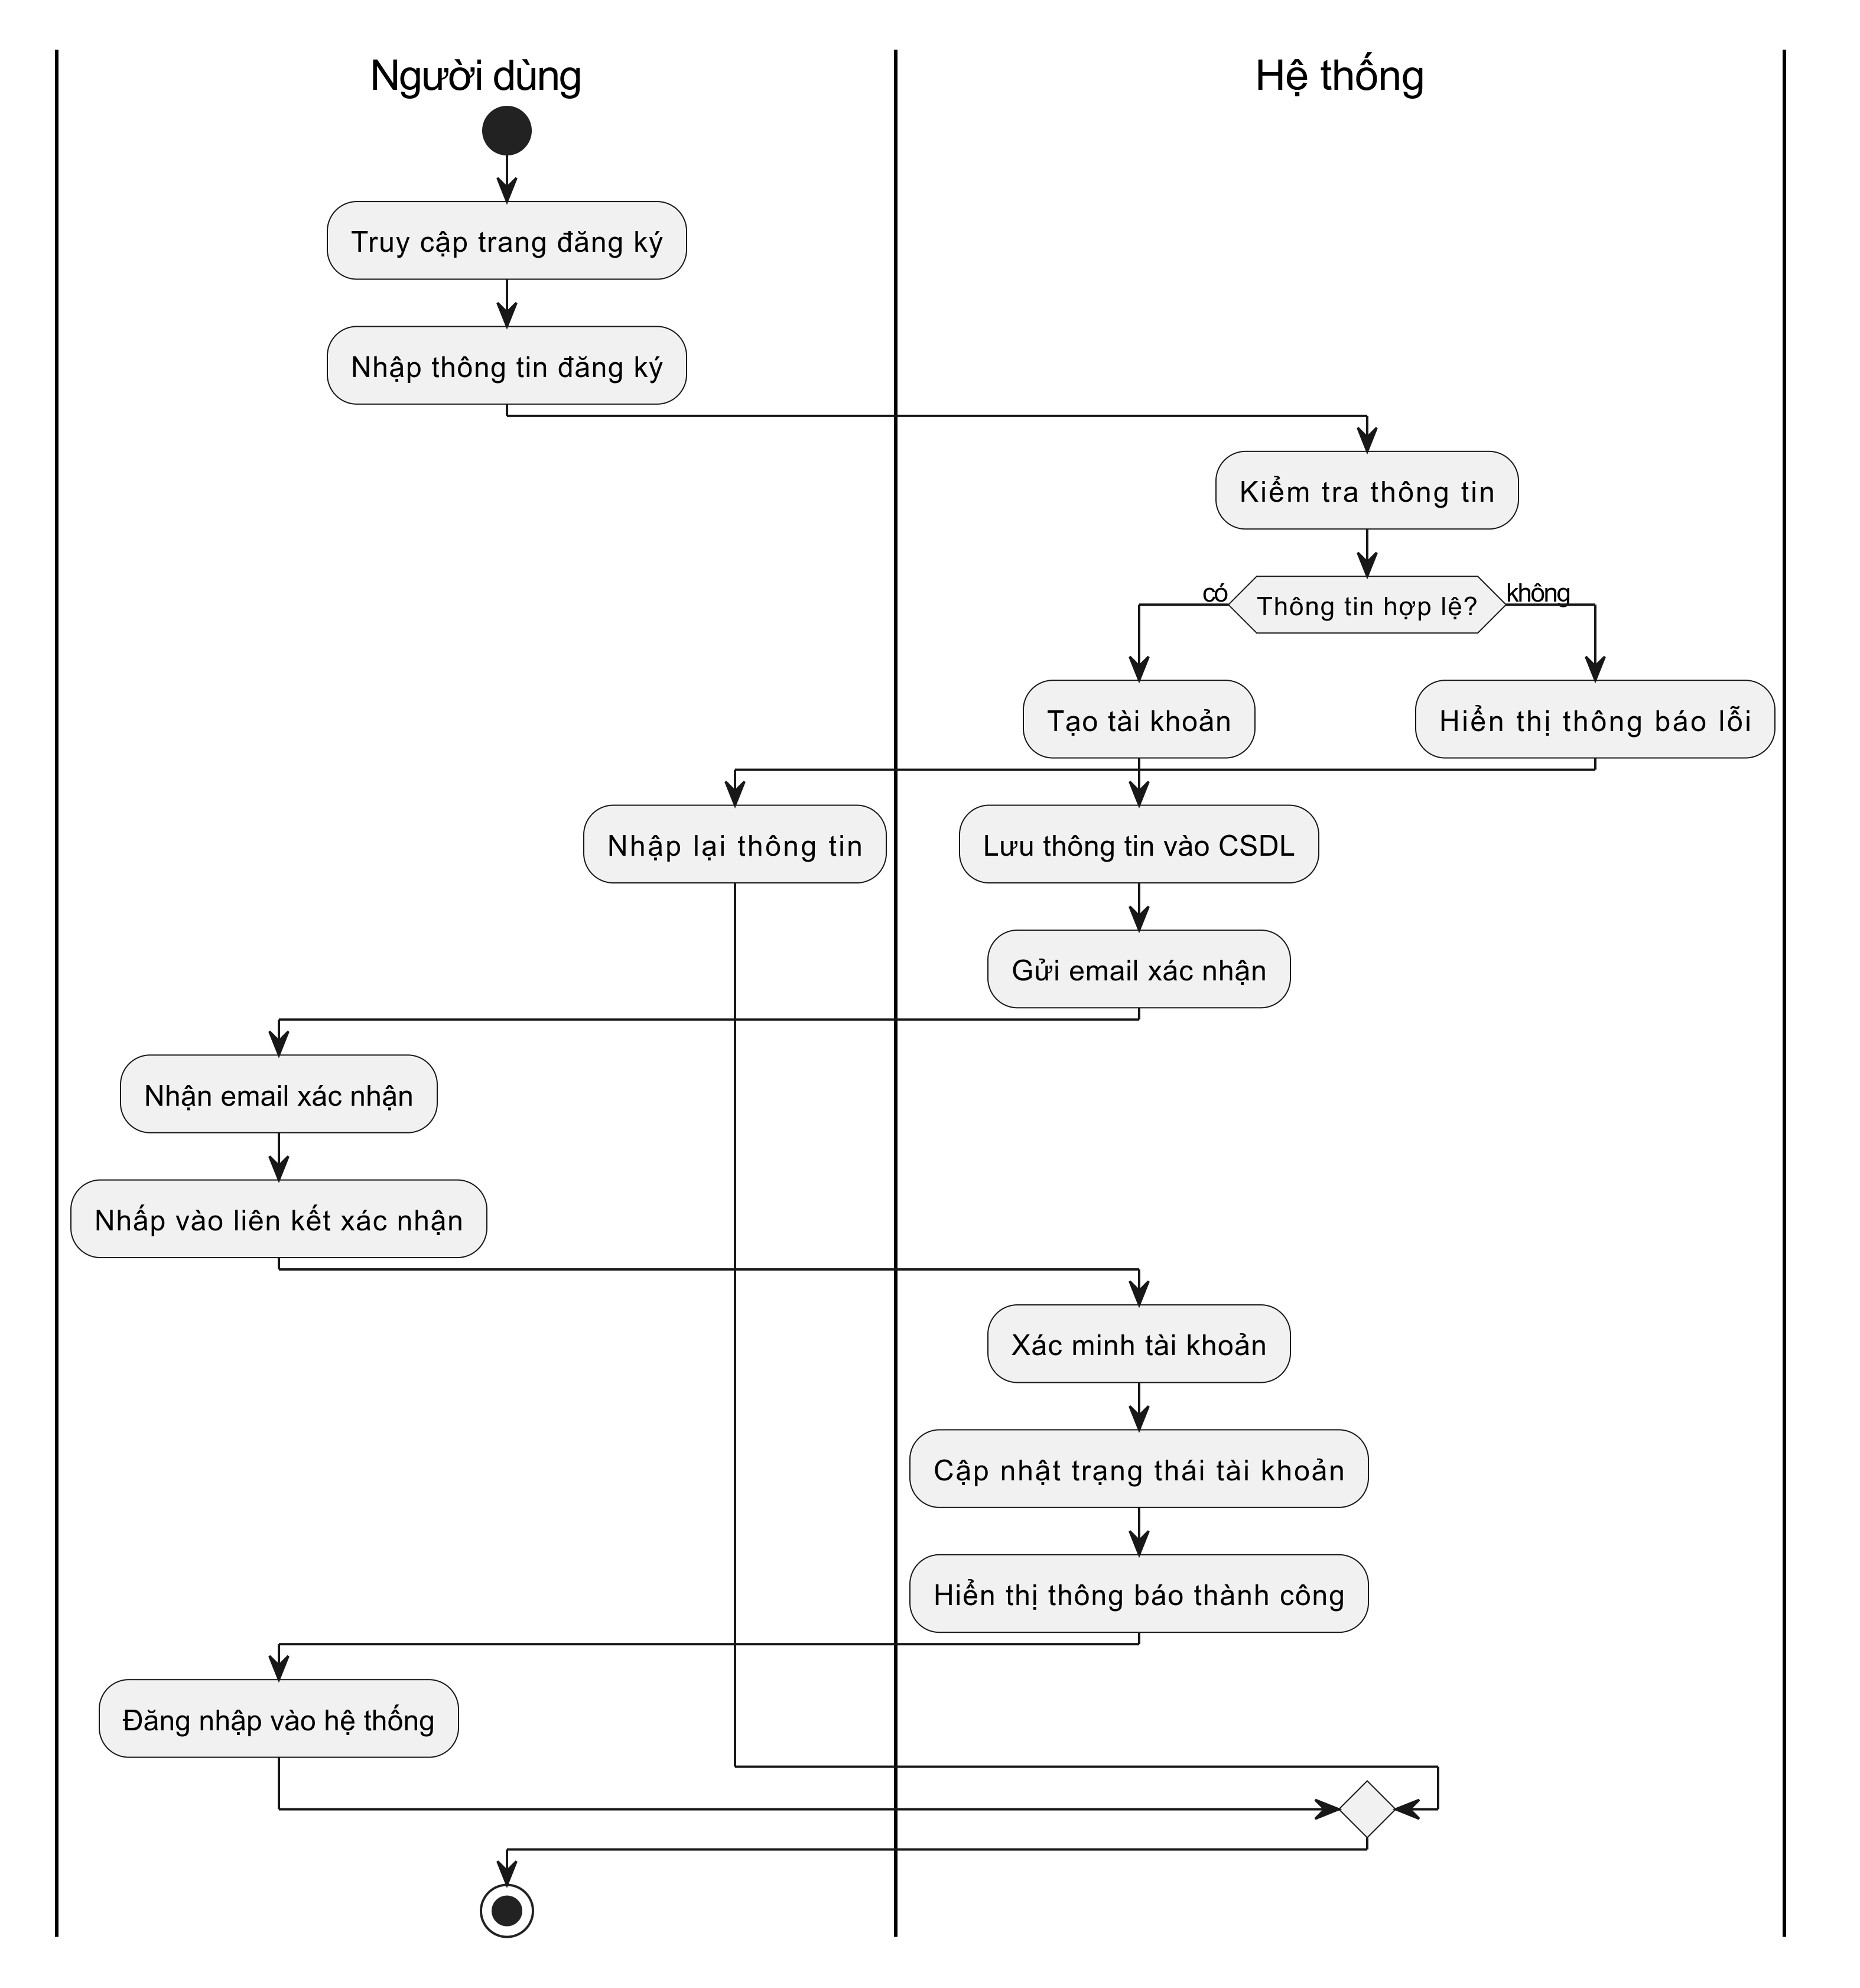 Người dùng
Hệ thống
Truy cập trang đăng ký
Nhập thông tin đăng ký
Kiểm tra thông tin
có
Thông tin hợp lệ?
không
Tạo tài khoản
Hiển thị thông báo lỗi
Nhập lại thông tin
Lưu thông tin vào CSDL
Gửi email xác nhận
Nhận email xác nhận
Nhấp vào liên kết xác nhận
Xác minh tài khoản
Cập nhật trạng thái tài khoản
Hiển thị thông báo thành công
Đăng nhập vào hệ thống